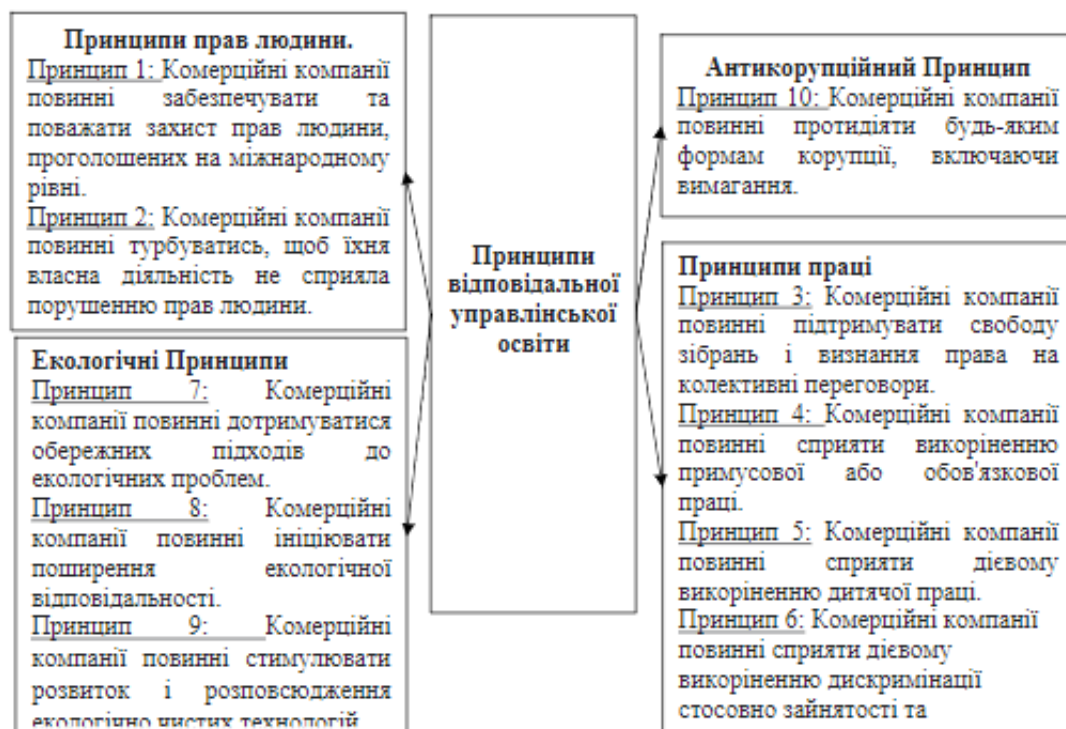 Принципи прав людини.
Принцип 1: Комерційні компанії
повинні забезпечувати та
поважати захист прав людини,
проголошених на міжнародному
рівні.
Принцип 2: Комерційні компанії
повинні турбуватись, щоб їхня
власна діяльність не сприяла
порушенню прав людини.
Екологічні Принципи
Принцип 7: Комерційні
компанії повинні дотримуватися
обережних підходів до
екологічних проблем.
Принцип 8: Комерційні
компанії повинні ініціювати
поширення екологічної
відповідальності.
Принцип 9: Комерційні
компанії повинні стимулювати
розвиток і розповсюдження
екологічно чистих технологій
Принципи
відповідальної
управлінської
освіти
Антикорупційний Принцип
Принцип 10: Комерційні компанії
повинні протидіяти будь-яким
формам корупції, включаючи
вимагання.
Принципи праці
Принцип 3: Комерційні компанії
повинні підтримувати свободу
зібрань і визнання права на
колективні переговори.
Принцип 4: Комерційні компанії
повинні сприяти викоріненню
примусової або обов'язкової
праці.
Принцип 5: Комерційні компанії
повинні сприяти дієвому
викоріненню дитячої праці.
Принцип 6: Комерційні компанії
повинні сприяти дієвому
викоріненню дискримінації
стосовно зайнятості та